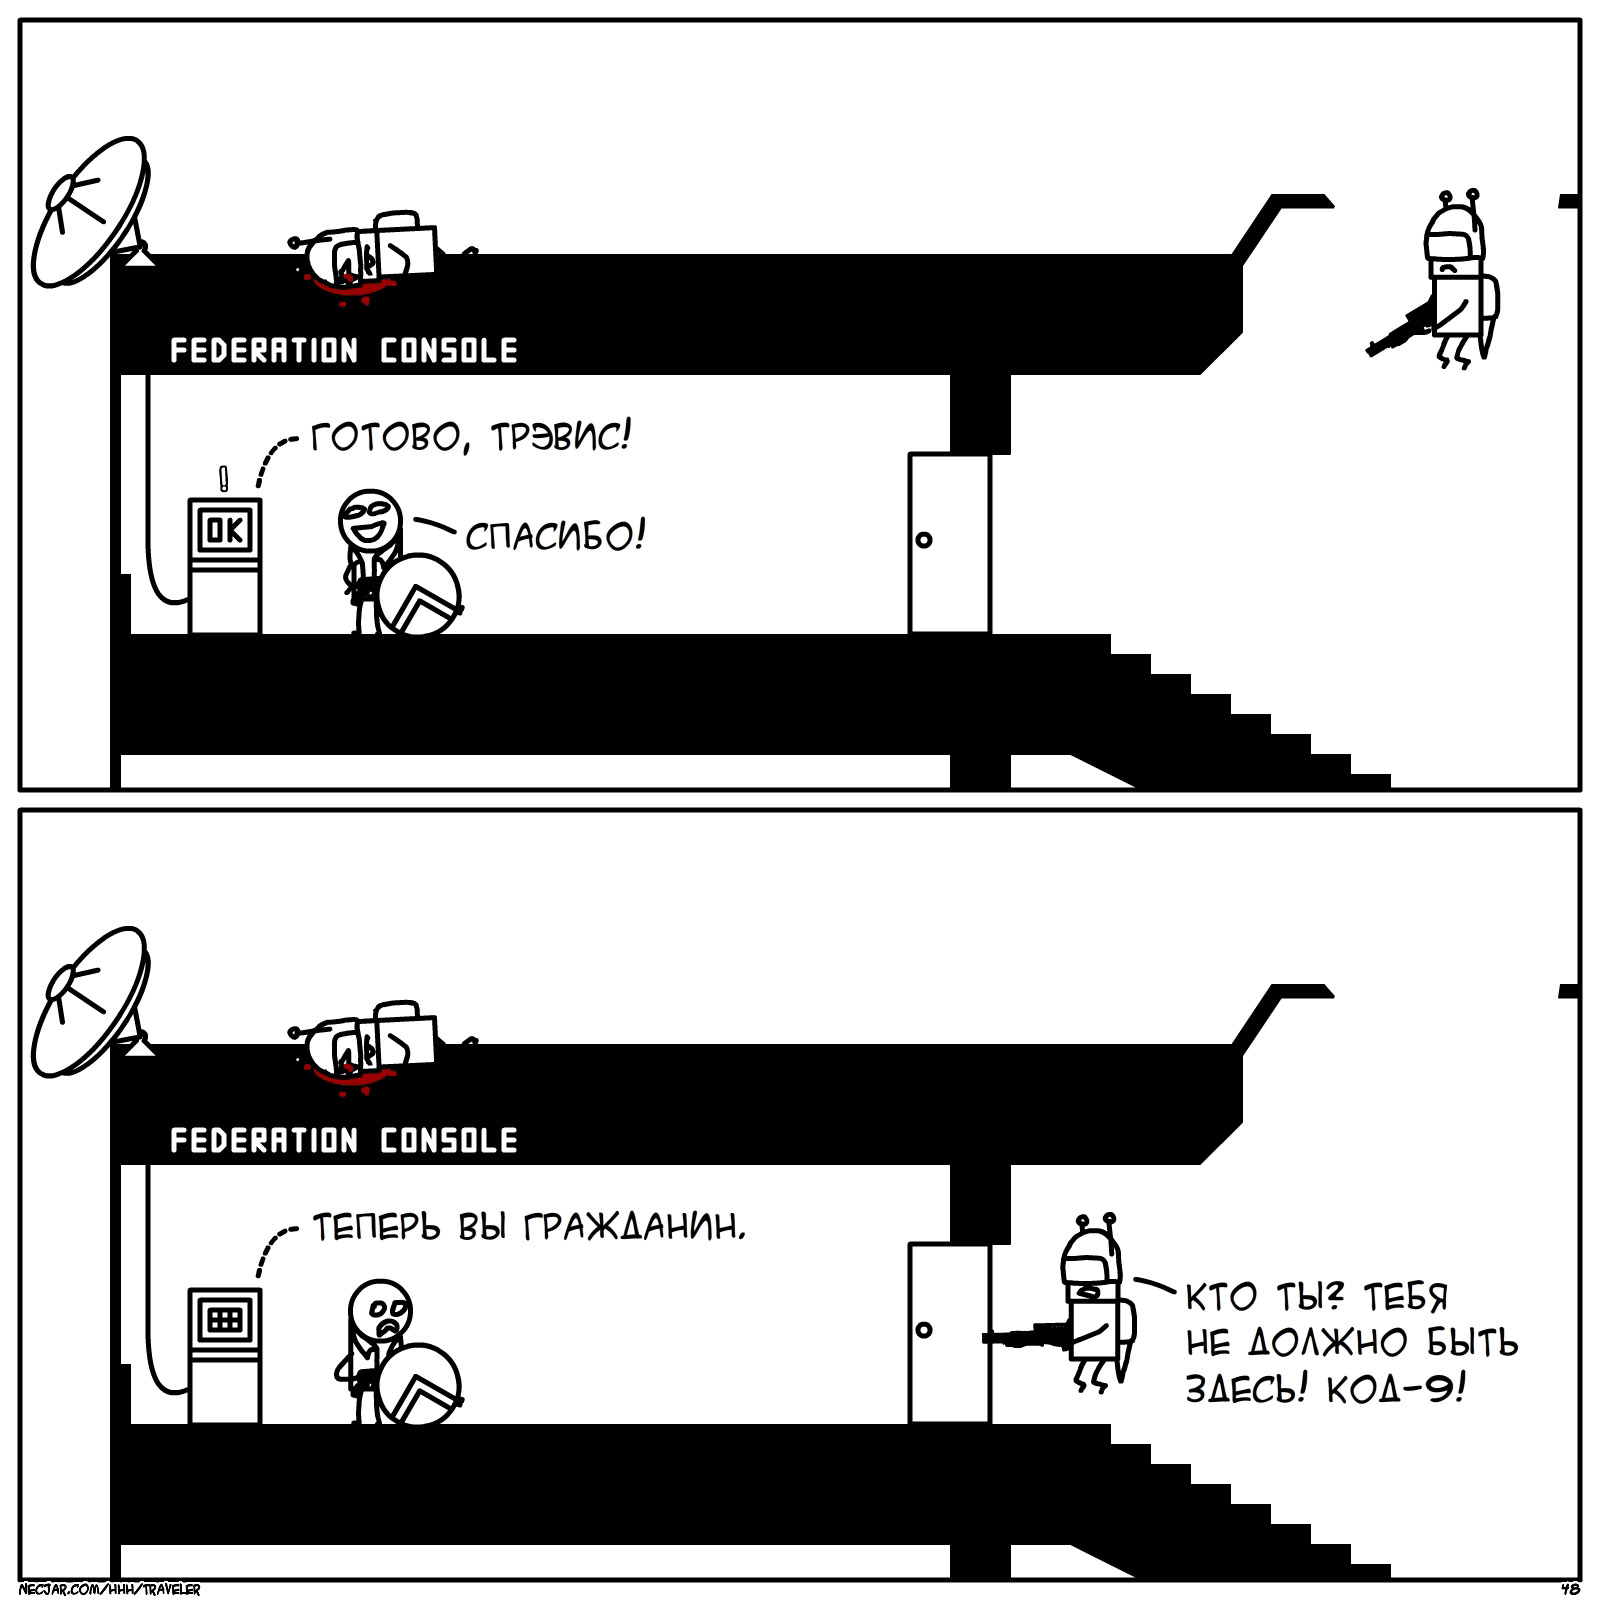 FEDERATION CONSOLE
ГОТОВО, ТРЭВИС!
!
OK
СПАСИБО!
FEDERATION CONSOLE
ТЕПЕРЬ ВЫ ГРАЖДАНИН.
КТО ТЫ? ТЕБЯ
НЕ ДОЛЖНО БЫТЬ
ЗДЕСЬ! КОД-9!
NECJAR.COM/HHH/TRAVELER
48